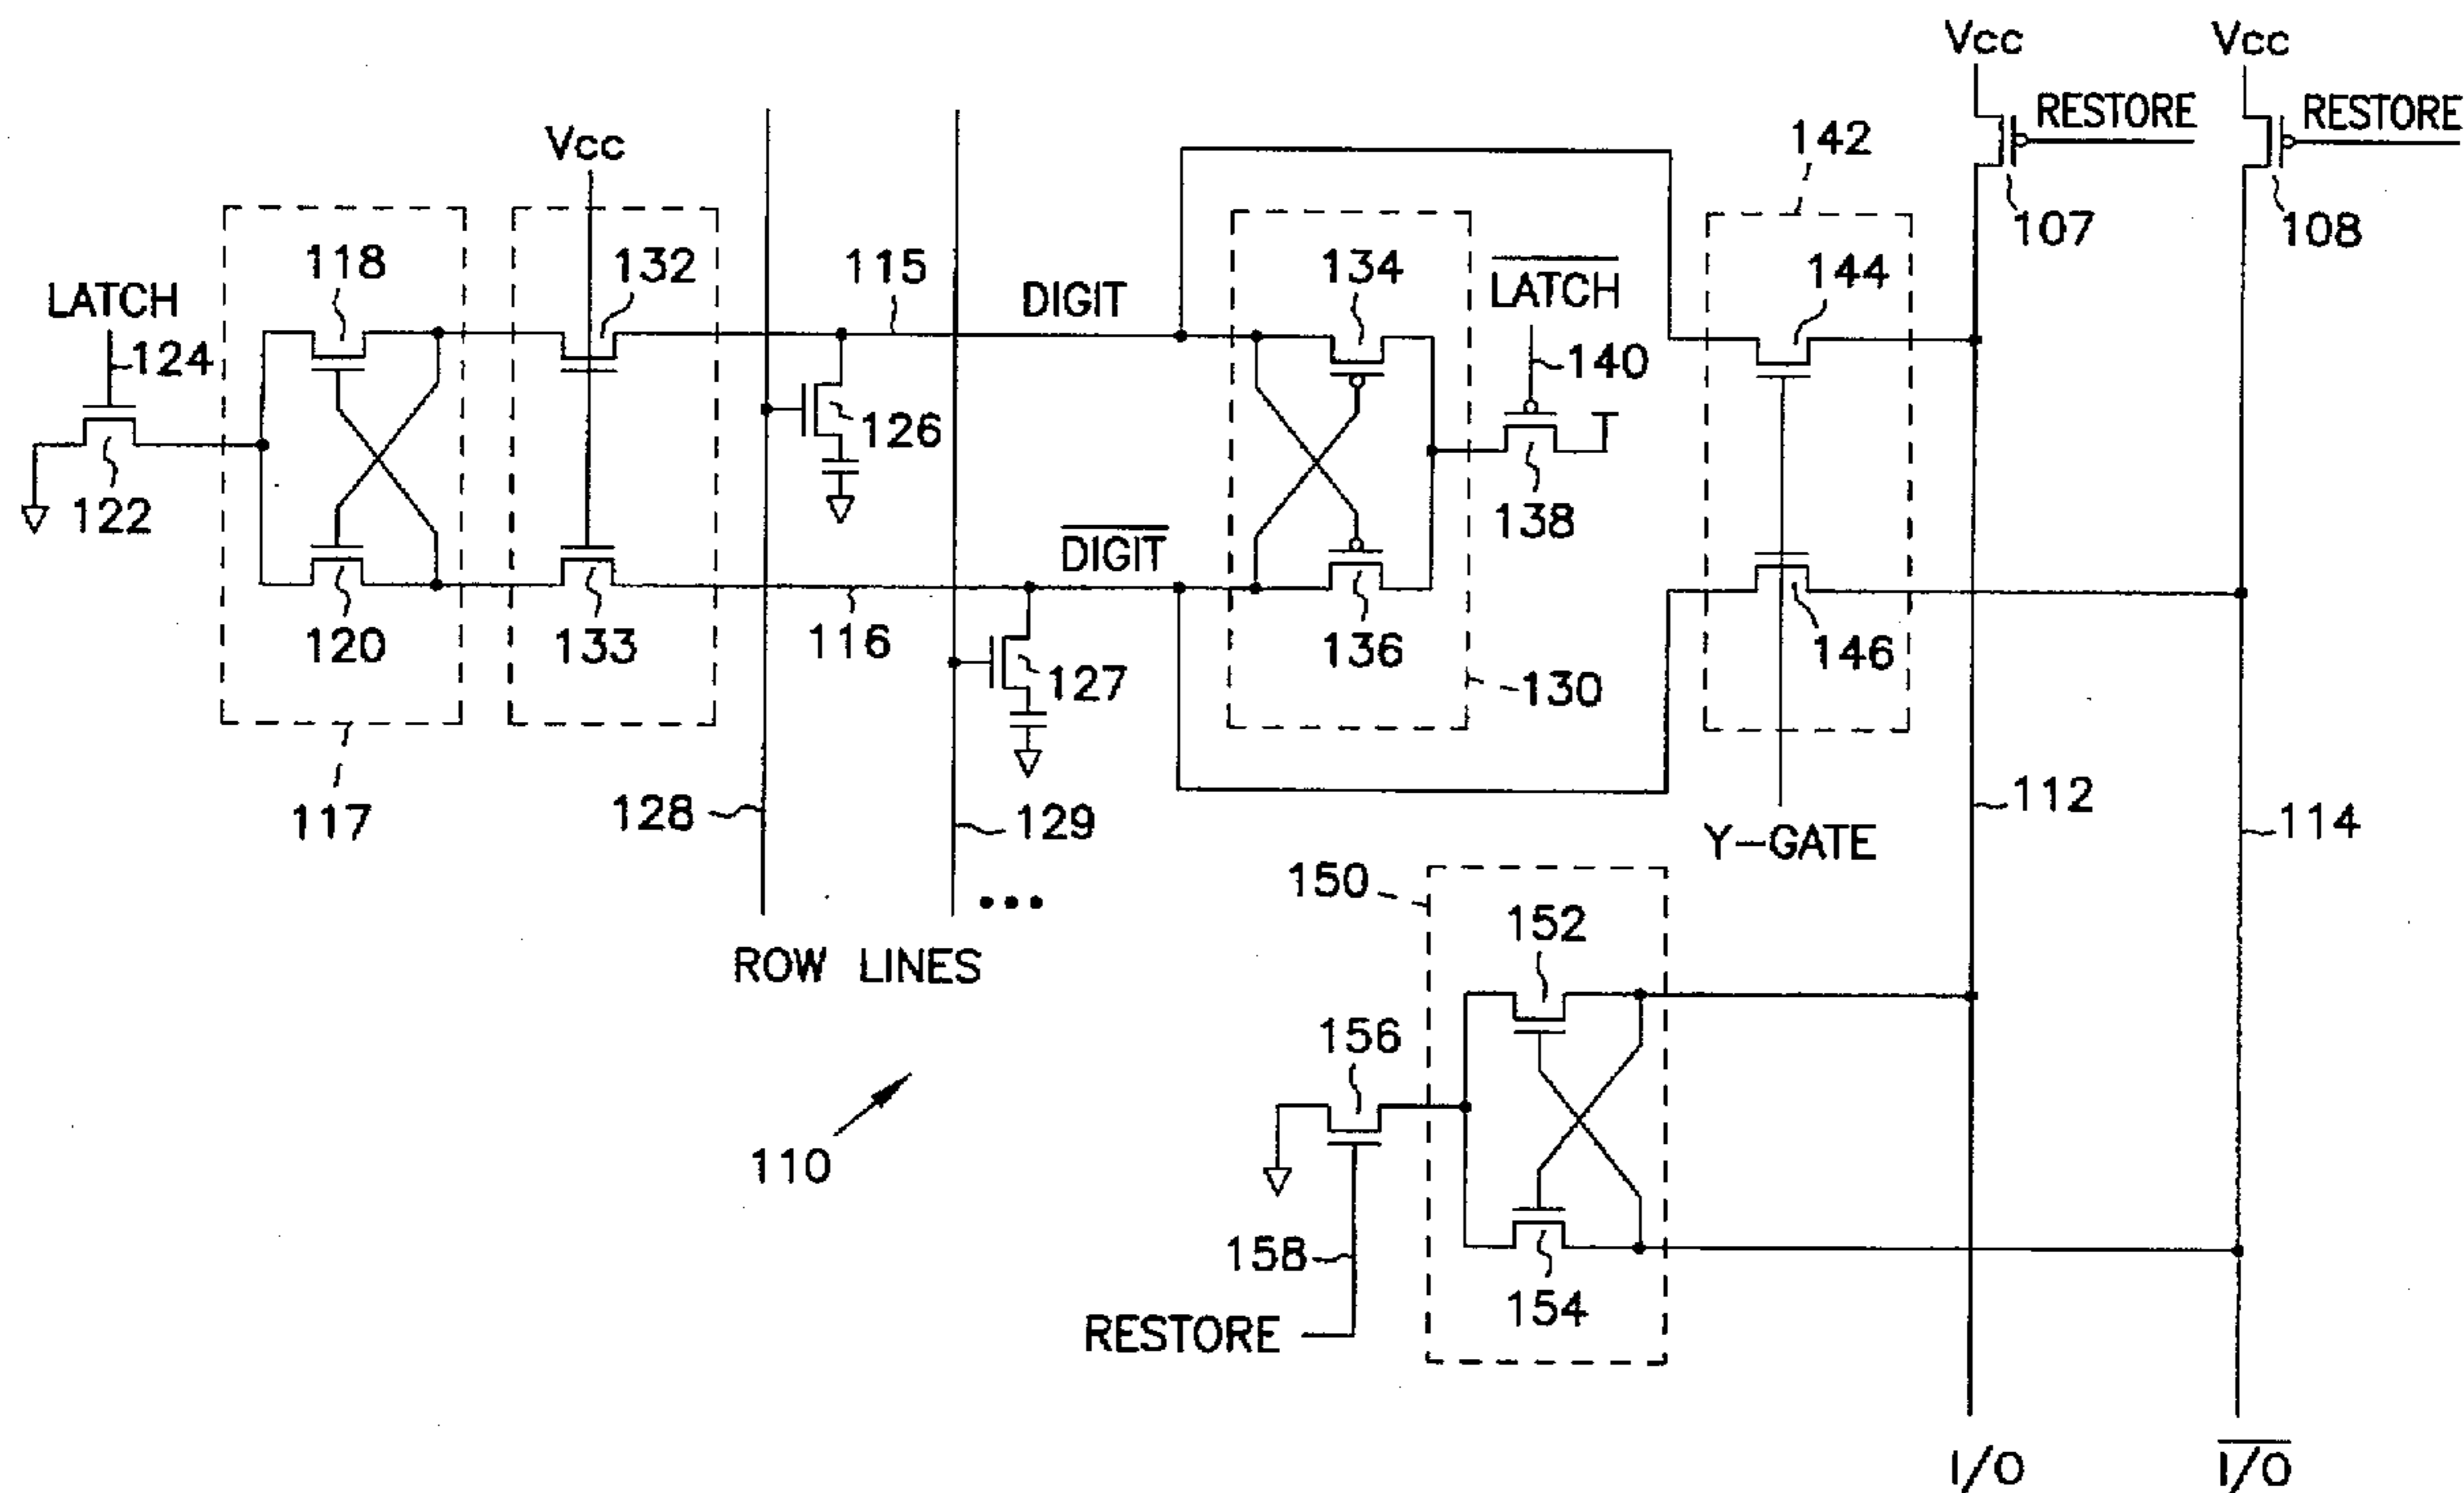 Vcc
Vcc
RESTORE
RESTORE
142
Vcc
107
108
118
132
115
DIGIT
134
LATCH
144
LATCH
124
140
126
122
138
DIGIT
120
133
116
136
146
127
130
117
128
129
112
114
Y-GATE
150
152
•••
ROW LINES
156
110
158
154
RESTORE
I/O
I/O